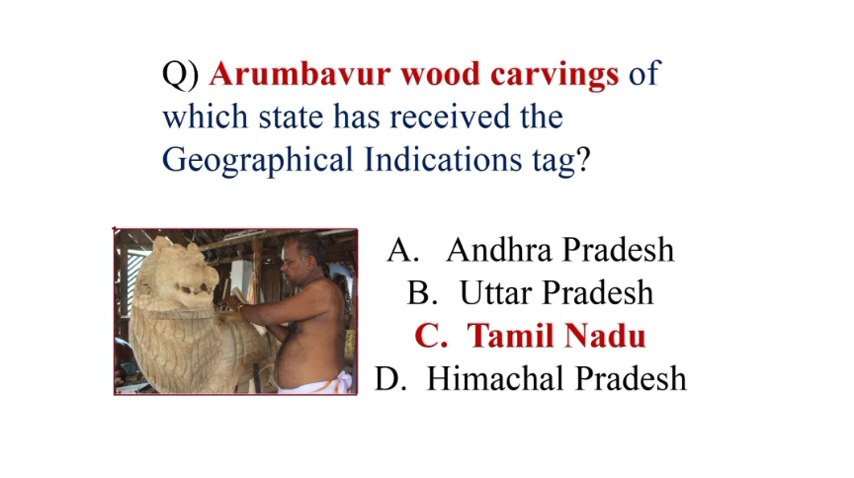 Q) Arumbavur wood carvings of
which state has received the
Geographical Indications tag?
A. Andhra Pradesh
B. Uttar Pradesh
C. Tamil Nadu
D. Himachal Pradesh